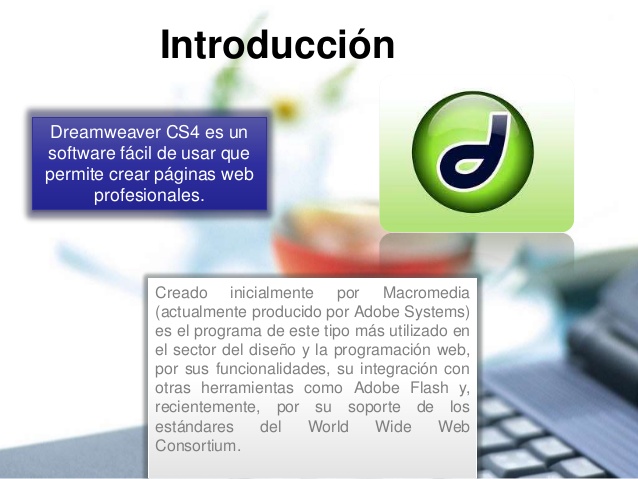 Introducción
Dreamweaver CS4 es un
software fácil de usar que
permite crear páginas web
profesionales.
Creado inicialmente por Macromedia
(actualmente producido por Adobe Systems)
es el programa de este tipo más utilizado en
el sector del diseño y la programación web,
por sus funcionalidades, su integración con
otras herramientas como Adobe Flash y,
recientemente, por su soporte de los
estándares del World Wide Web
Consortium.